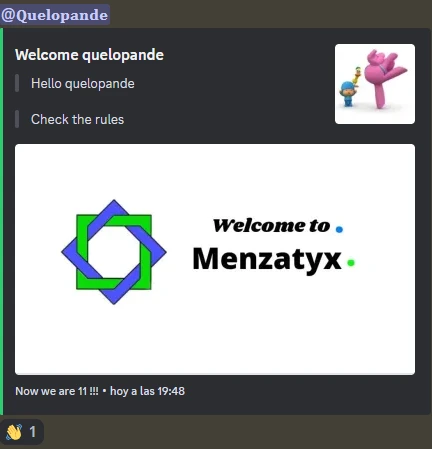 @Quelopande
Welcome quelopande
Hello quelopande
Check the rules
Welcome to
Menzatyx
Now we are 11 !!! • hoy a las 19:48
👋 1